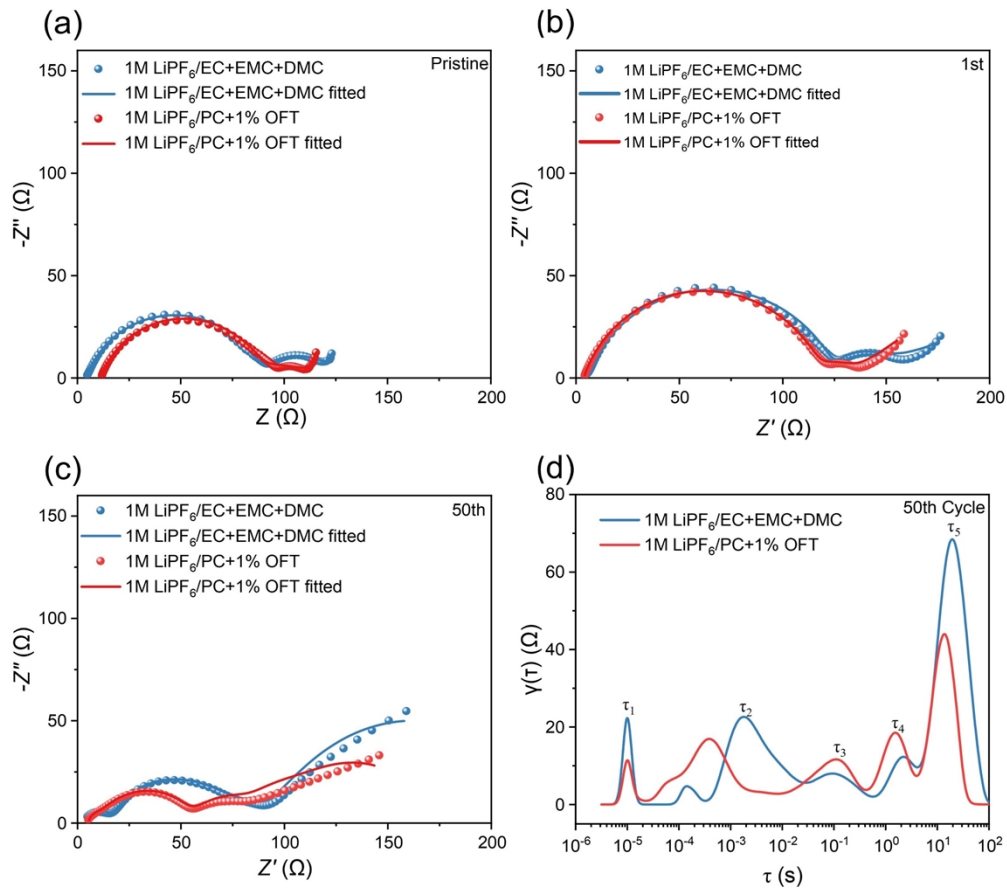 (a)
150
100
50
0
-Z" (Ω)
1M LiPF6/EC+EMC+DMC
1M LiPF6/EC+EMC+DMC fitted
1M LiPF6/PC+1% OFT
1M LiPF6/PC+1% OFT fitted
Pristine
0 50 100 150 200
Z (Ω)
(b)
150
100
50
0
-Z" (Ω)
1M LiPF6/EC+EMC+DMC
1M LiPF6/EC+EMC+DMC fitted
1M LiPF6/PC+1% OFT
1M LiPF6/PC+1% OFT fitted
1st
0 50 100 150 200
Z' (Ω)
(c)
150
100
50
0
-Z" (Ω)
1M LiPF6/EC+EMC+DMC
1M LiPF6/EC+EMC+DMC fitted
1M LiPF6/PC+1% OFT
1M LiPF6/PC+1% OFT fitted
50th
0 50 100 150 200
Z' (Ω)
(d)
80
60
40
20
0
γ(τ) (Ω)
1M LiPF6/EC+EMC+DMC
1M LiPF6/PC+1% OFT
50th Cycle
τ1
τ2
τ3
τ4
τ5
10-6 10-5 10-4 10-3 10-2 10-1 100 101 102
τ (s)